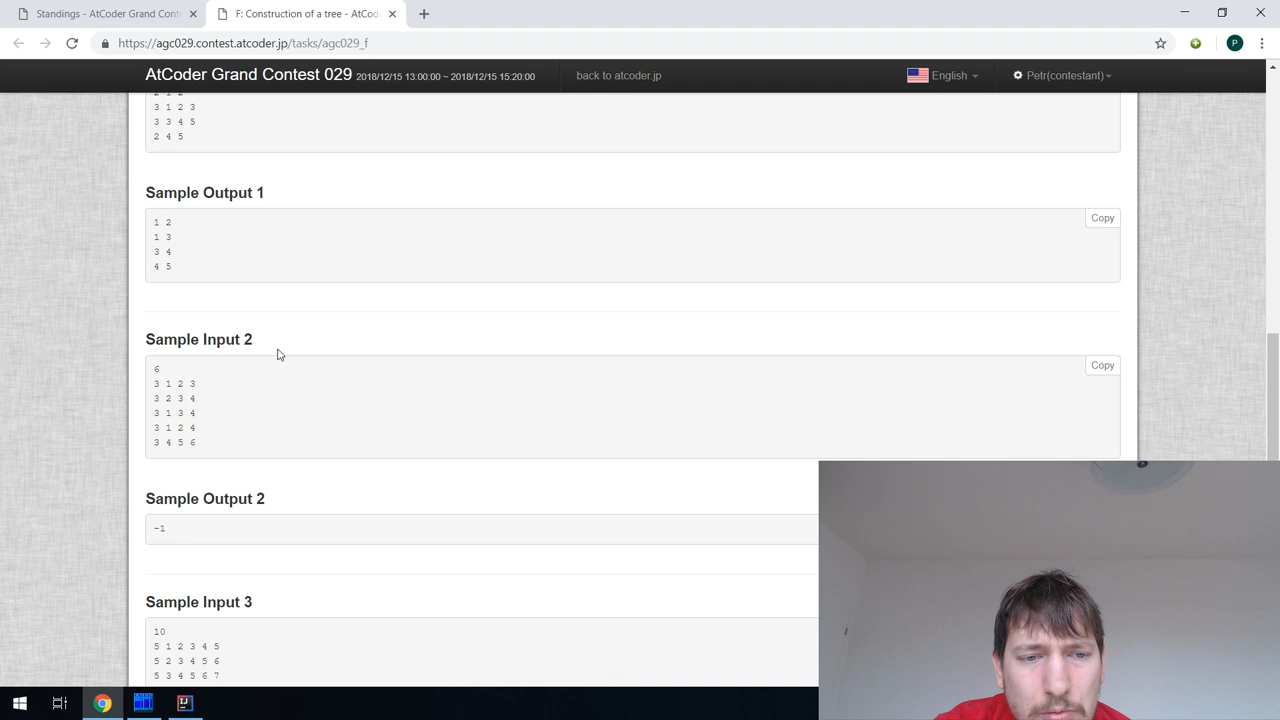 Standings - AtCoder Grand Conte
F: Construction of a tree - AtCod
https://agc029.contest.atcoder.jp/tasks/agc029_f
P
AtCoder Grand Contest 029 2018/12/15 13:00:00 ~ 2018/12/15 15:20:00
back to atcoder.jp
English
Petr(contestant)
2 1 2
3 1 2 3
3 3 4 5
2 4 5
Sample Output 1
Copy
1 2
1 3
3 4
4 5
Sample Input 2
Copy
6
3 1 2 3
3 2 3 4
3 1 3 4
3 1 2 4
3 4 5 6
Sample Output 2
-1
Sample Input 3
10
5 1 2 3 4 5
5 2 3 4 5 6
5 3 4 5 6 7